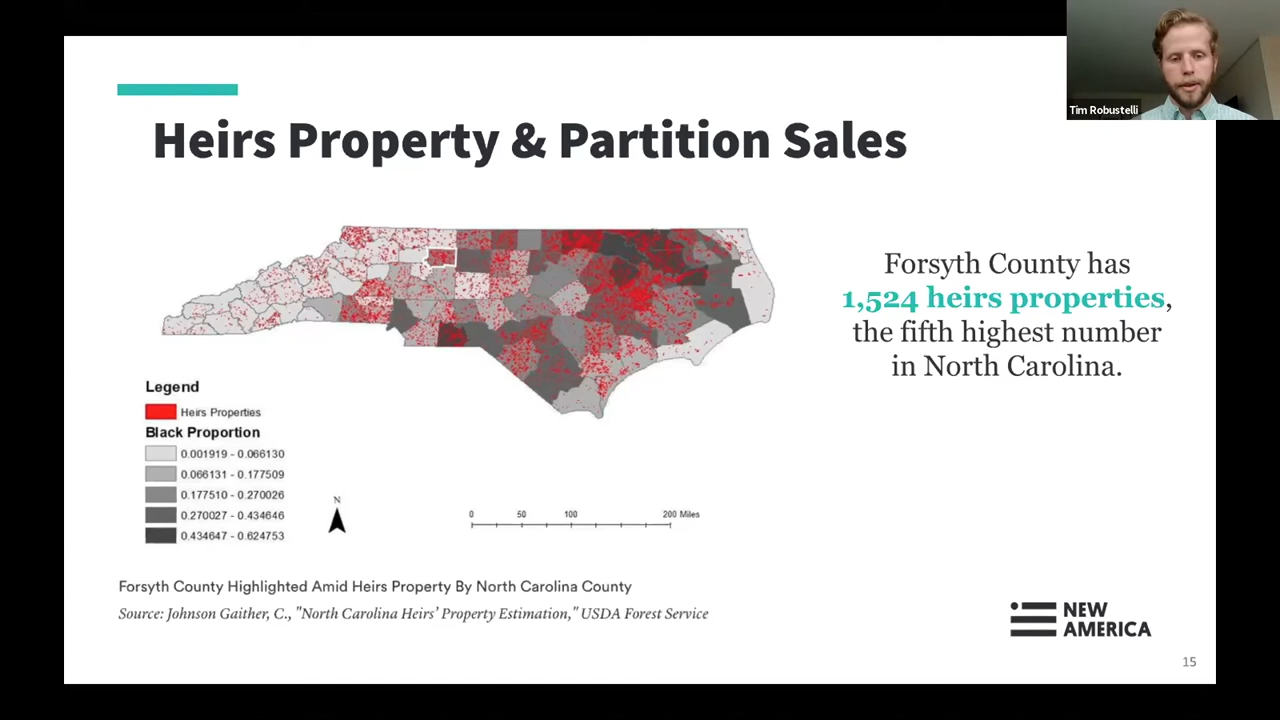 Tim Robustelli
Heirs Property & Partition Sales
Forsyth County has
1,524 heirs properties,
the fifth highest number
in North Carolina.
Legend
Heirs Properties
Black Proportion
0.001919 - 0.066130
0.066131 - 0.177509
0.177510 - 0.270026
0.270027 - 0.434646
0.434647 - 0.624753
N
0 50 100 200 Miles
Forsyth County Highlighted Amid Heirs Property By North Carolina County
Source: Johnson Gaither, C., "North Carolina Heirs' Property Estimation," USDA Forest Service
NEW
AMERICA
15